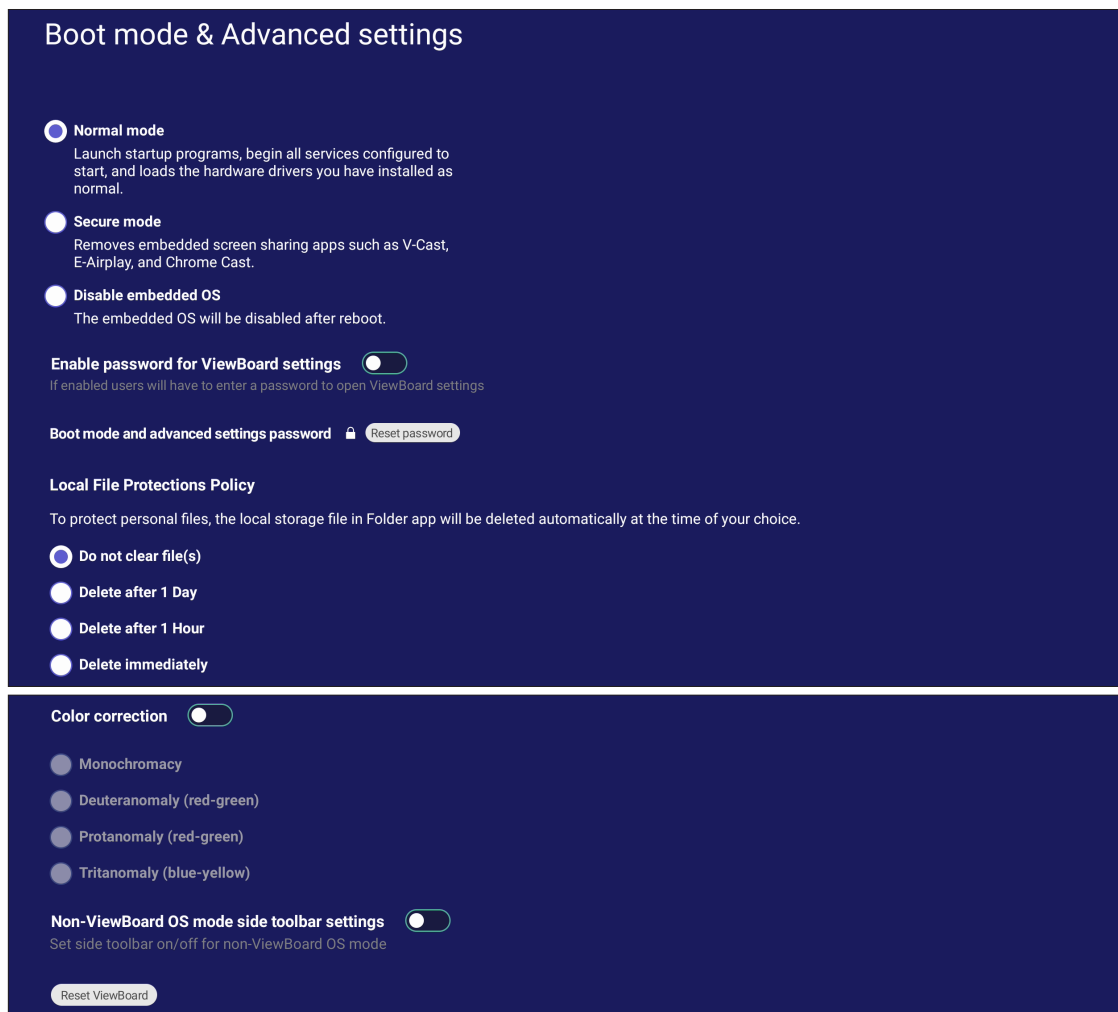 Boot mode & Advanced settings
Normal mode
Launch startup programs, begin all services configured to
start, and loads the hardware drivers you have installed as
normal.
Secure mode
Removes embedded screen sharing apps such as V-Cast,
E-Airplay, and Chrome Cast.
Disable embedded OS
The embedded OS will be disabled after reboot.
Enable password for ViewBoard settings
If enabled users will have to enter a password to open ViewBoard settings
Boot mode and advanced settings password Reset password
Local File Protections Policy
To protect personal files, the local storage file in Folder app will be deleted automatically at the time of your choice.
Do not clear file(s)
Delete after 1 Day
Delete after 1 Hour
Delete immediately
Color correction
Monochromacy
Deuteranomaly (red-green)
Protanomaly (red-green)
Tritanomaly (blue-yellow)
Non-ViewBoard OS mode side toolbar settings
Set side toolbar on/off for non-ViewBoard OS mode
Reset ViewBoard